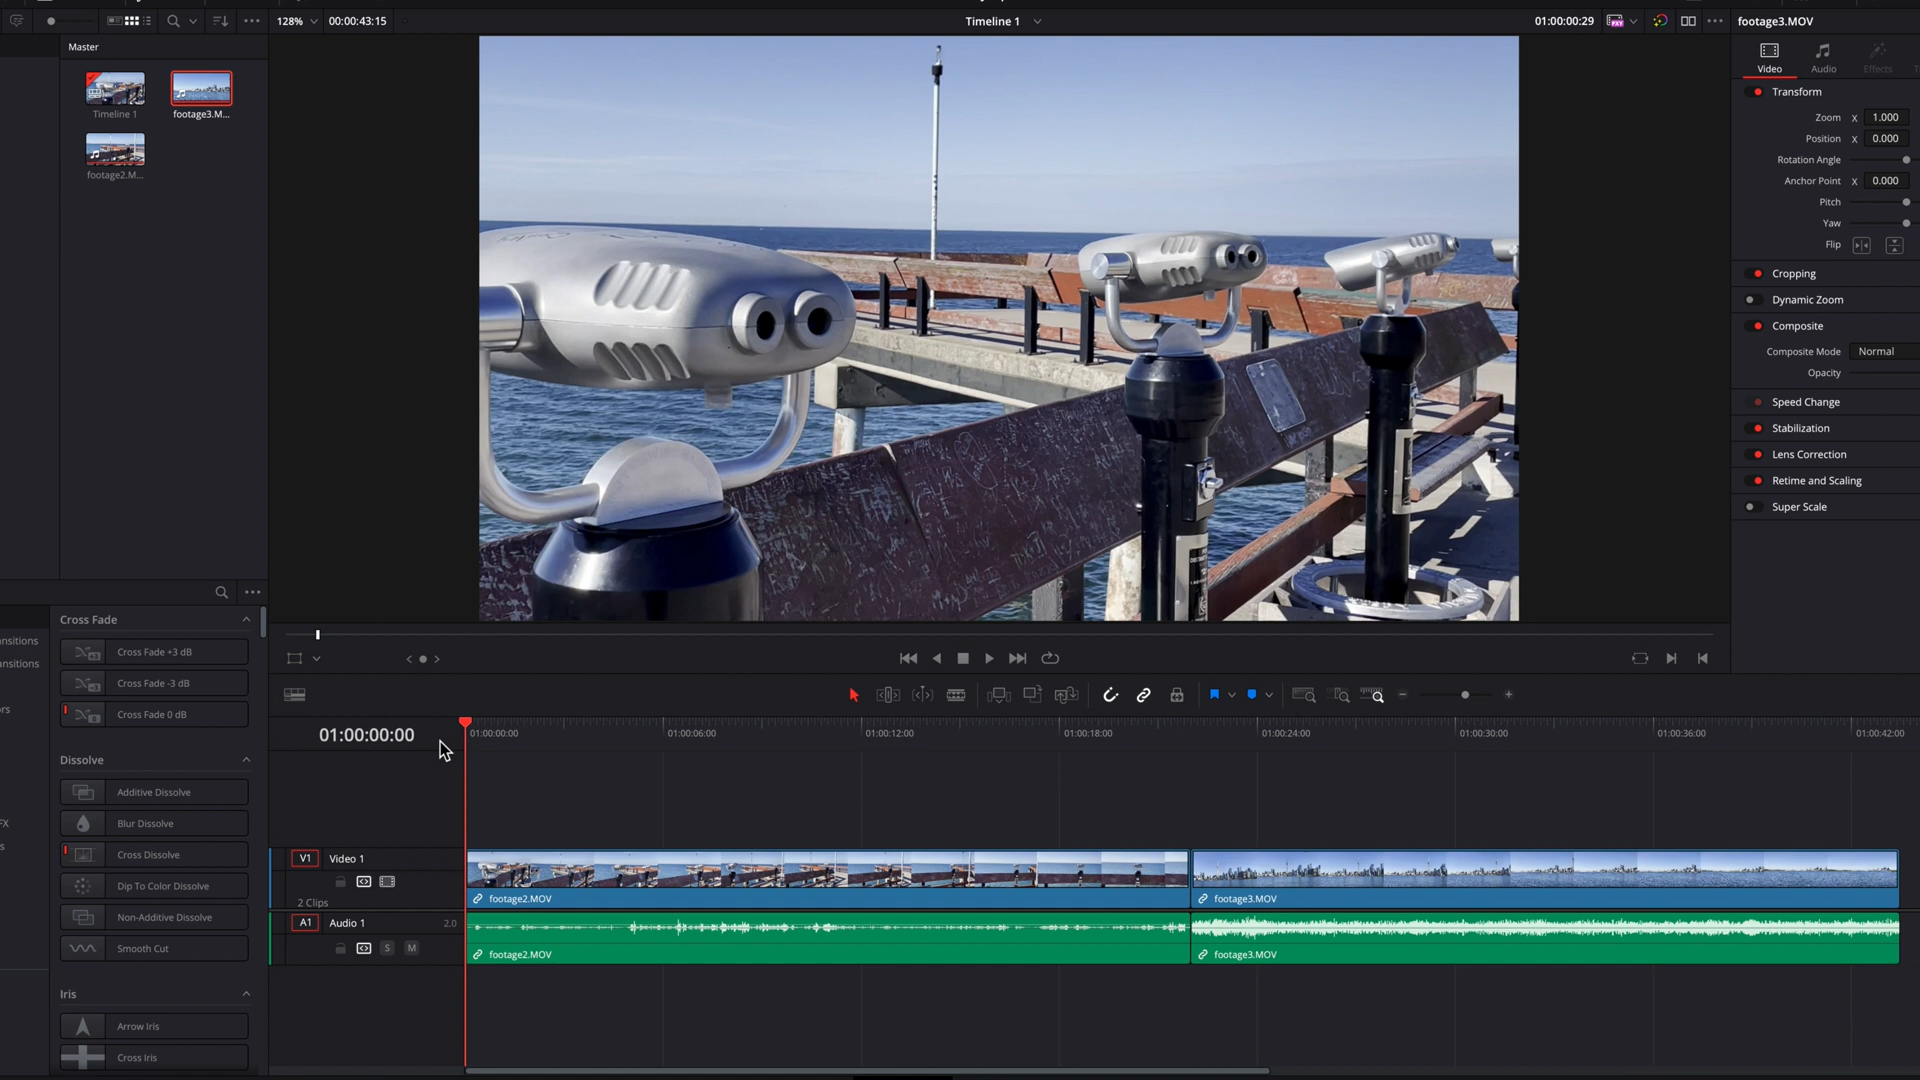 128%
00:00:43:15
Timeline 1
01:00:00:29
footage3.MOV
Master
Timeline 1
footage3.M...
footage2.M...
Video
Audio
Effects
Transform
Zoom X 1.000
Position X 0.000
Rotation Angle
Anchor Point X 0.000
Pitch
Yaw
Flip
Cropping
Dynamic Zoom
Composite
Composite Mode Normal
Opacity
Speed Change
Stabilization
Lens Correction
Retime and Scaling
Super Scale
nsitions
nsitions
rs
FX
s
Cross Fade
Cross Fade +3 dB
Cross Fade -3 dB
Cross Fade 0 dB
Dissolve
Additive Dissolve
Blur Dissolve
Cross Dissolve
Dip To Color Dissolve
Non-Additive Dissolve
Smooth Cut
Iris
Arrow Iris
Cross Iris
01:00:00:00
01:00:00:00
01:00:06:00
01:00:12:00
01:00:18:00
01:00:24:00
01:00:30:00
01:00:36:00
01:00:42:00
V1 Video 1
2 Clips
footage2.MOV
footage3.MOV
A1 Audio 1 2.0
S M
footage2.MOV
footage3.MOV